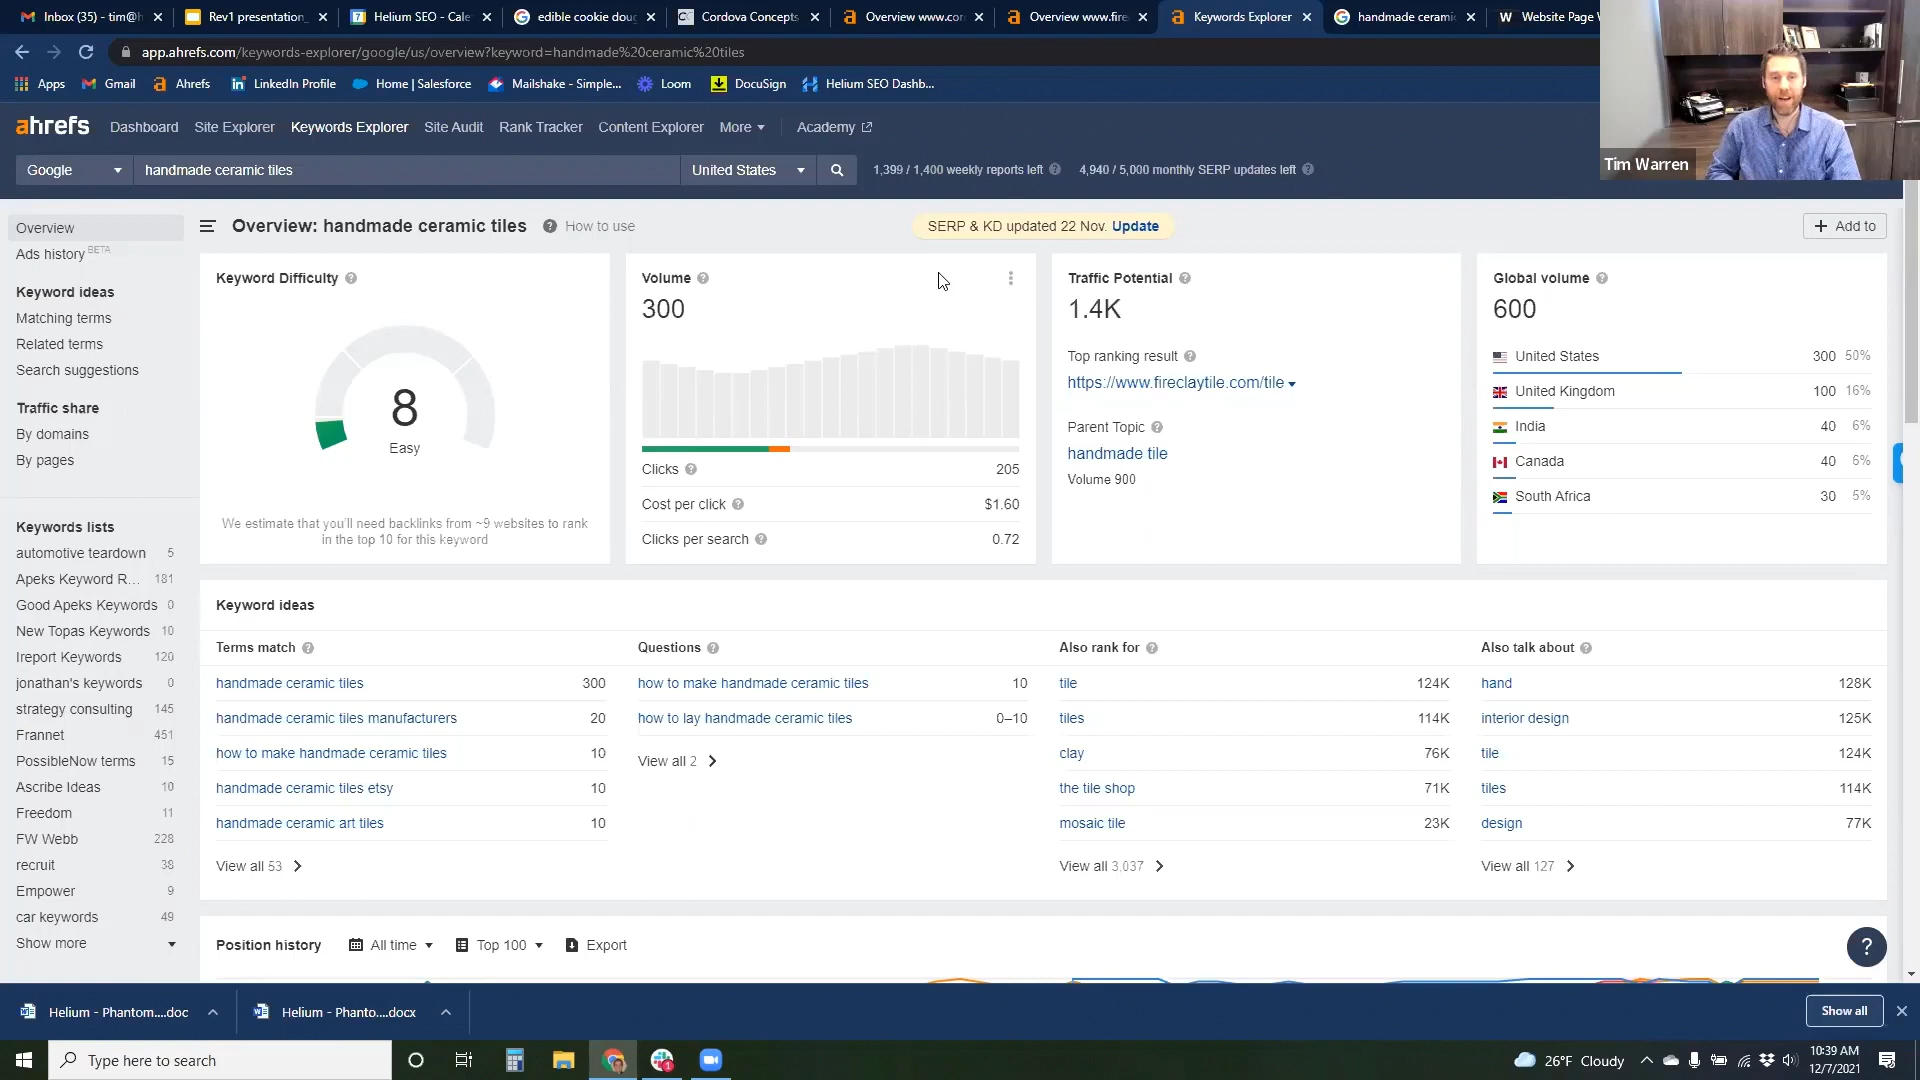 Inbox (35) - tim@h
Rev1 presentation
Helium SEO - Cale
edible cookie doug
Cordova Concepts
Overview www.cor
Overview www.fire
Keywords Explorer
handmade ceramic
Website Page W
app.ahrefs.com/keywords-explorer/google/us/overview?keyword=handmade%20ceramic%20tiles
Apps
Gmail
Ahrefs
LinkedIn Profile
Home | Salesforce
Mailshake - Simple...
Loom
DocuSign
Helium SEO Dashb...
ahrefs
Dashboard
Site Explorer
Keywords Explorer
Site Audit
Rank Tracker
Content Explorer
More
Academy
Tim Warren
Google
handmade ceramic tiles
United States
1,399 / 1,400 weekly reports left
4,940 / 5,000 monthly SERP updates left
Overview
Ads history BETA
Keyword ideas
Matching terms
Related terms
Search suggestions
Traffic share
By domains
By pages
Keywords lists
automotive teardown 5
Apeks Keyword R... 181
Good Apeks Keywords 0
New Topas Keywords 10
Ireport Keywords 120
jonathan's keywords 0
strategy consulting 145
Frannet 451
PossibleNow terms 15
Ascribe Ideas 10
Freedom 11
FW Webb 228
recruit 38
Empower 9
car keywords 49
Show more
Overview: handmade ceramic tiles
How to use
SERP & KD updated 22 Nov. Update
+ Add to
Keyword Difficulty
8
Easy
We estimate that you'll need backlinks from ~9 websites to rank
in the top 10 for this keyword
Volume
300
Clicks 205
Cost per click $1.60
Clicks per search 0.72
Traffic Potential
1.4K
Top ranking result
https://www.fireclaytile.com/tile
Parent Topic
handmade tile
Volume 900
Global volume
600
United States 300 50%
United Kingdom 100 16%
India 40 6%
Canada 40 6%
South Africa 30 5%
Keyword ideas
Terms match
handmade ceramic tiles 300
handmade ceramic tiles manufacturers 20
how to make handmade ceramic tiles 10
handmade ceramic tiles etsy 10
handmade ceramic art tiles 10
View all 53
Questions
how to make handmade ceramic tiles 10
how to lay handmade ceramic tiles 0–10
View all 2
Also rank for
tile 124K
tiles 114K
clay 76K
the tile shop 71K
mosaic tile 23K
View all 3,037
Also talk about
hand 128K
interior design 125K
tile 124K
tiles 114K
design 77K
View all 127
Position history
All time
Top 100
Export
?
Helium - Phantom....doc
Helium - Phanto....docx
Show all
Type here to search
26°F Cloudy
10:39 AM
12/7/2021